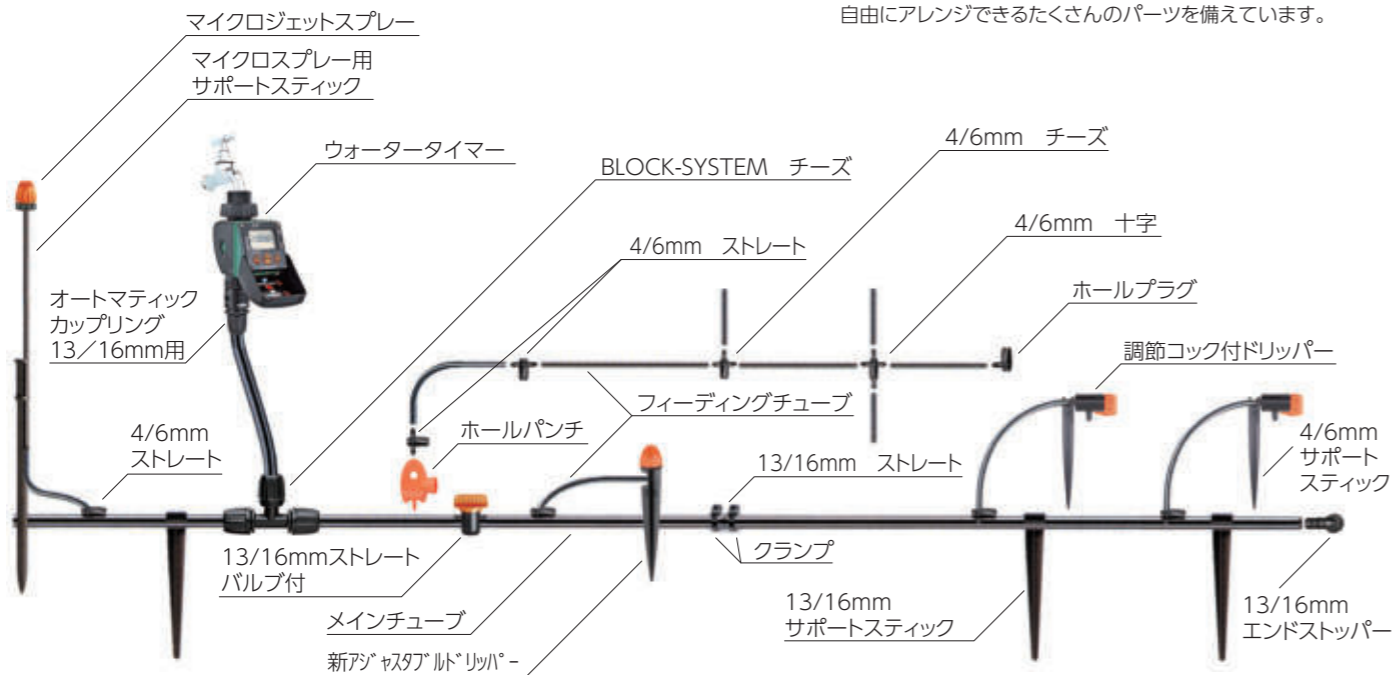 自由にアレンジできるたくさんのパーツを備えています。
マイクロジェットスプレー
マイクロスプレー用
サポートスティック
ウォータータイマー
BLOCK-SYSTEM　チーズ
4/6mm　チーズ
4/6mm　十字
4/6mm　ストレート
ホールプラグ
オートマティック
カップリング
13／16mm用
調節コック付ドリッパー
フィーディングチューブ
ホールパンチ
4/6mm
ストレート
13/16mm　ストレート
4/6mm
サポート
スティック
クランプ
13/16mmストレート
バルブ付
メインチューブ
新ｱｼﾞｬｽﾀﾌﾞﾙﾄﾞﾘｯﾊﾟｰ
13/16mm
サポートスティック
13/16mm
エンドストッパー